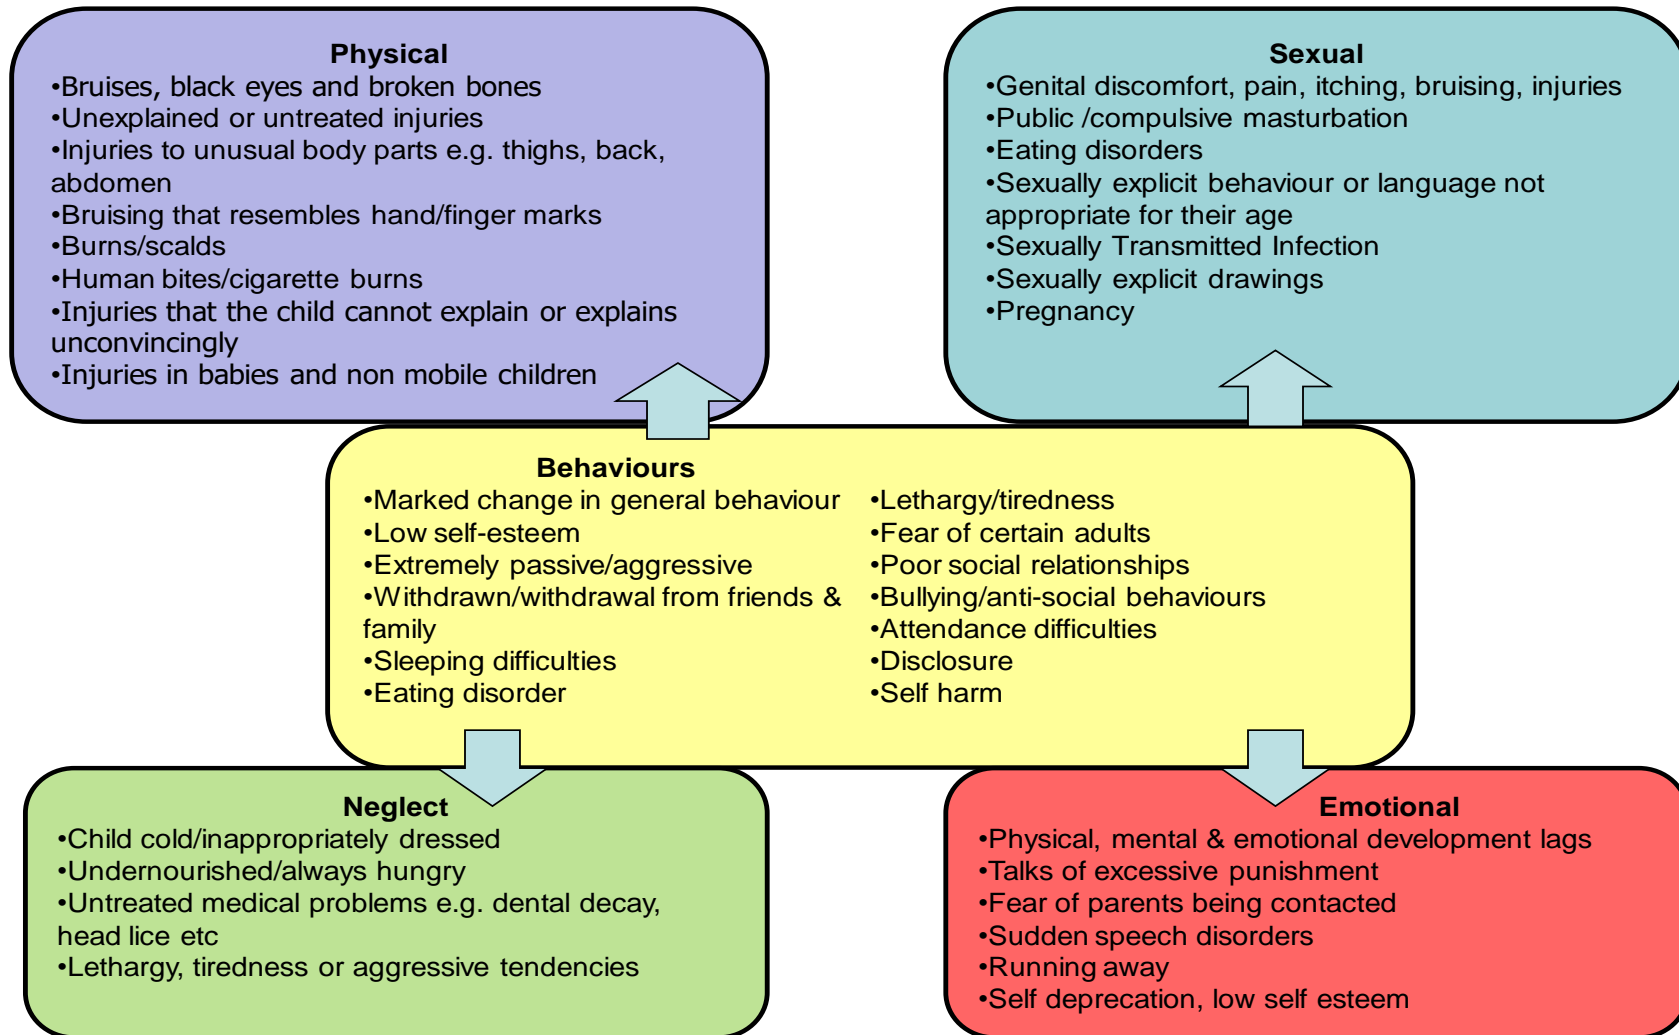 Physical
•Bruises, black eyes and broken bones
•Unexplained or untreated injuries
•Injuries to unusual body parts e.g. thighs, back,
abdomen
•Bruising that resembles hand/finger marks
•Burns/scalds
•Human bites/cigarette burns
•Injuries that the child cannot explain or explains
unconvincingly
•Injuries in babies and non mobile children
Sexual
•Genital discomfort, pain, itching, bruising, injuries
•Public /compulsive masturbation
•Eating disorders
•Sexually explicit behaviour or language not
appropriate for their age
•Sexually Transmitted Infection
•Sexually explicit drawings
•Pregnancy
Behaviours
•Marked change in general behaviour
•Low self-esteem
•Extremely passive/aggressive
•Withdrawn/withdrawal from friends &
family
•Sleeping difficulties
•Eating disorder
•Lethargy/tiredness
•Fear of certain adults
•Poor social relationships
•Bullying/anti-social behaviours
•Attendance difficulties
•Disclosure
•Self harm
Neglect
•Child cold/inappropriately dressed
•Undernourished/always hungry
•Untreated medical problems e.g. dental decay,
head lice etc
•Lethargy, tiredness or aggressive tendencies
Emotional
•Physical, mental & emotional development lags
•Talks of excessive punishment
•Fear of parents being contacted
•Sudden speech disorders
•Running away
•Self deprecation, low self esteem